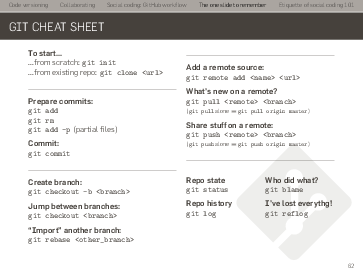 Code versioning Collaborating Social coding: GitHub workflow The one slide to remember Etiquette of social coding 101
GIT CHEAT SHEET
To start...
...from scratch: git init
...from existing repo: git clone <url>
Prepare commits:
git add
git rm
git add -p (partial files)
Commit:
git commit
Create branch:
git checkout -b <branch>
Jump between branches:
git checkout <branch>
"Import" another branch:
git rebase <other_branch>
Add a remote source:
git remote add <name> <url>
What's new on a remote?
git pull <remote> <branch>
(git pull alone == git pull origin master)
Share stuff on a remote:
git push <remote> <branch>
(git push alone == git push origin master)
Repo state
git status
Repo history
git log
Who did what?
git blame
I've lost everythg!
git reflog
62